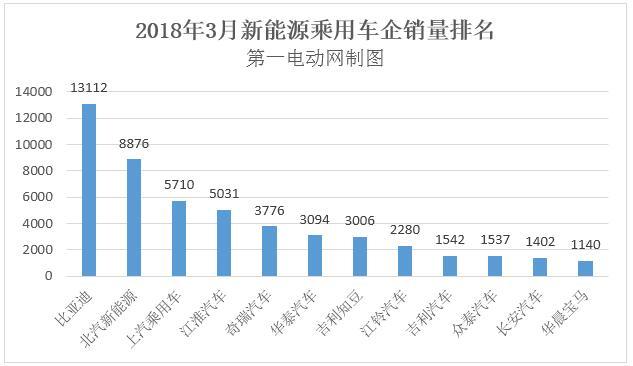 2018年3月新能源乘用车企销量排名
第一电动网制图
14000
12000
10000
8000
6000
4000
2000
0
13112
8876
5710
5031
3776
3094
3006
2280
1542
1537
1402
1140
比亚迪
北汽新能源
上汽乘用车
江淮汽车
奇瑞汽车
华泰汽车
吉利知豆
江铃汽车
吉利汽车
众泰汽车
长安汽车
华晨宝马